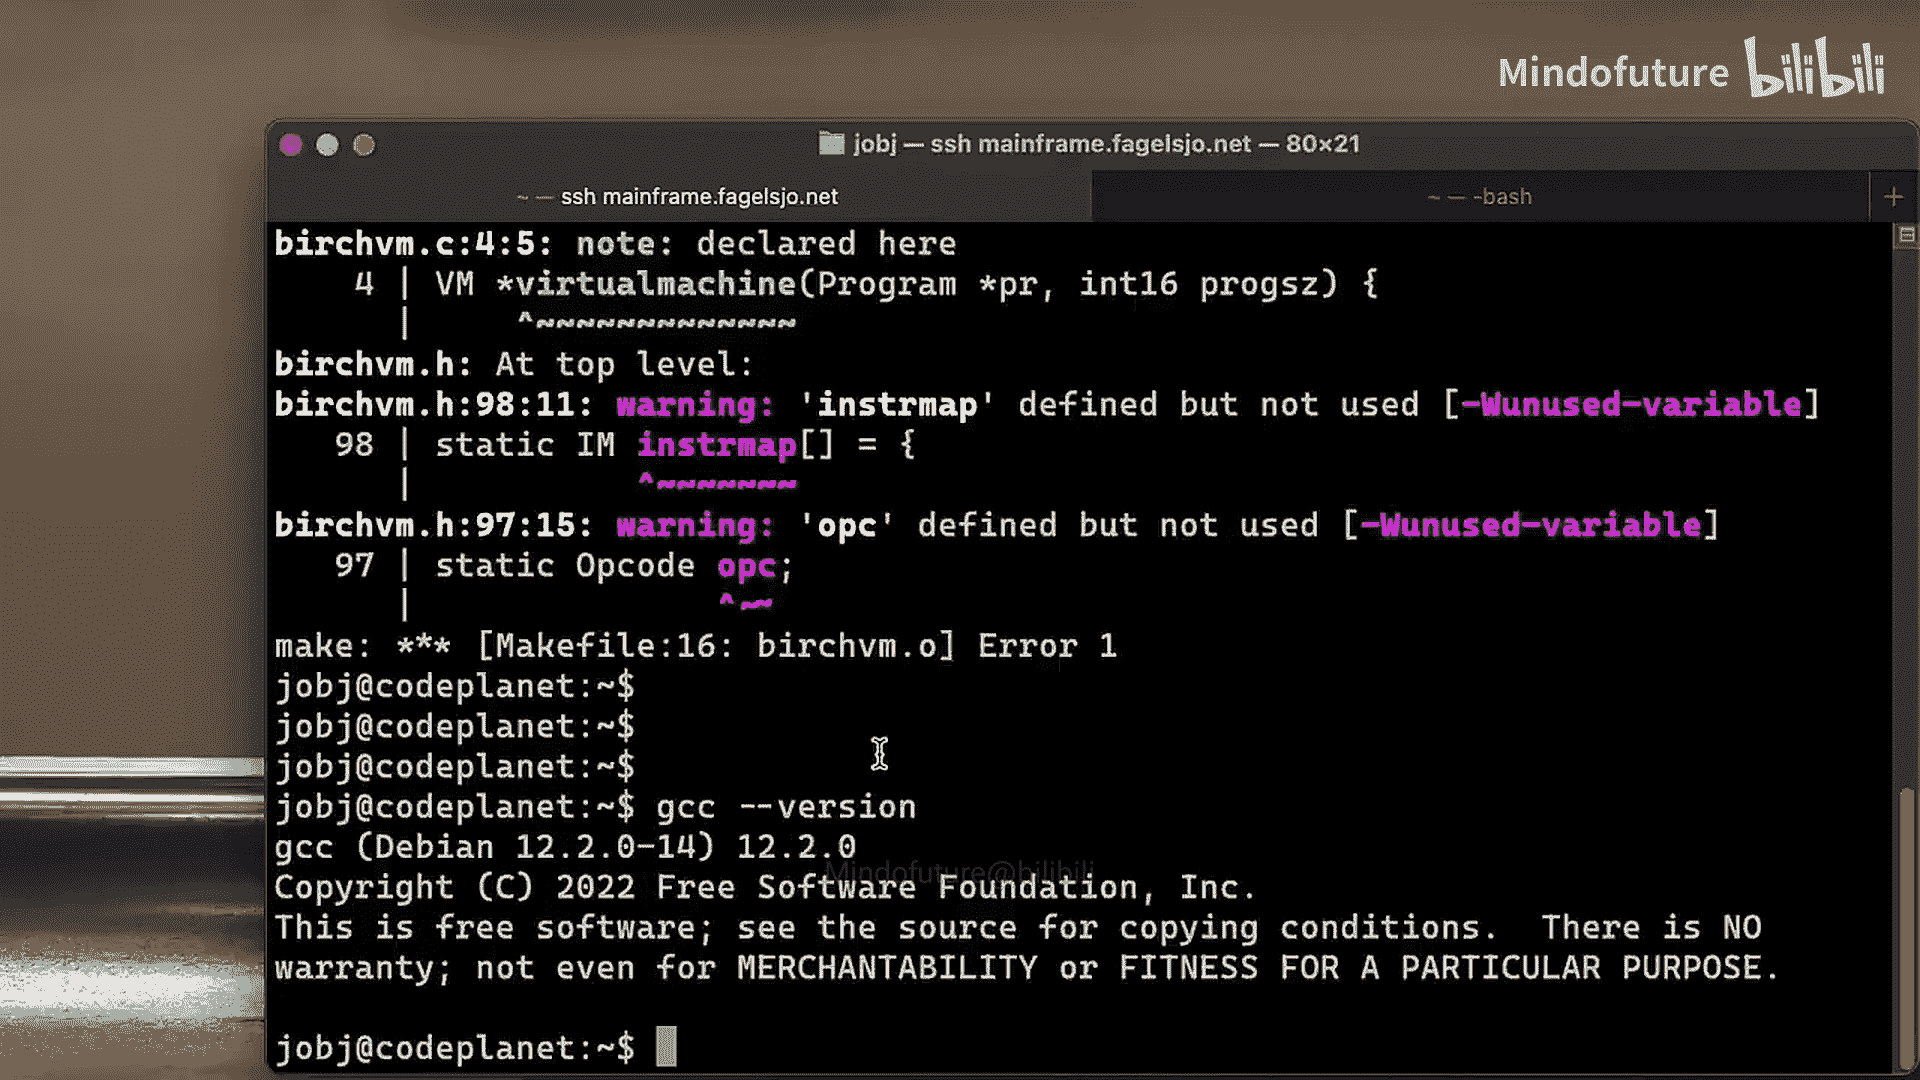 Mindofuture bilibili
jobj — ssh mainframe.fagelsjo.net — 80×21
~ — ssh mainframe.fagelsjo.net
~ — -bash
+
birchvm.c:4:5: note: declared here
4 | VM *virtualmachine(Program *pr, int16 progsz) {
| ^~~~~~~~~~~~~~
birchvm.h: At top level:
birchvm.h:98:11: warning: 'instrmap' defined but not used [-Wunused-variable]
98 | static IM instrmap[] = {
| ^~~~~~~~
birchvm.h:97:15: warning: 'opc' defined but not used [-Wunused-variable]
97 | static Opcode opc;
| ^~~
make: *** [Makefile:16: birchvm.o] Error 1
jobj@codeplanet:~$
jobj@codeplanet:~$
jobj@codeplanet:~$
jobj@codeplanet:~$ gcc --version
gcc (Debian 12.2.0-14) 12.2.0
Mindofuture@bilibili
Copyright (C) 2022 Free Software Foundation, Inc.
This is free software; see the source for copying conditions.  There is NO
warranty; not even for MERCHANTABILITY or FITNESS FOR A PARTICULAR PURPOSE.
jobj@codeplanet:~$